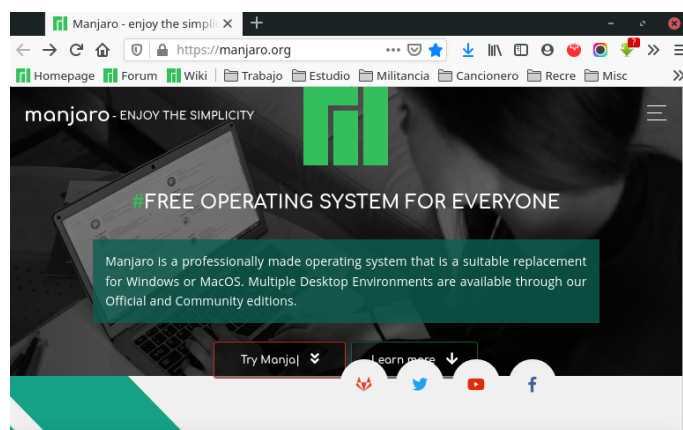 Manjaro - enjoy the simpli
https://manjaro.org
Homepage Forum Wiki Trabajo Estudio Militancia Cancionero Recre Misc
manjaro - ENJOY THE SIMPLICITY
#FREE OPERATING SYSTEM FOR EVERYONE
Manjaro is a professionally made operating system that is a suitable replacement
for Windows or MacOS. Multiple Desktop Environments are available through our
Official and Community editions.
Try Manja| Learn more